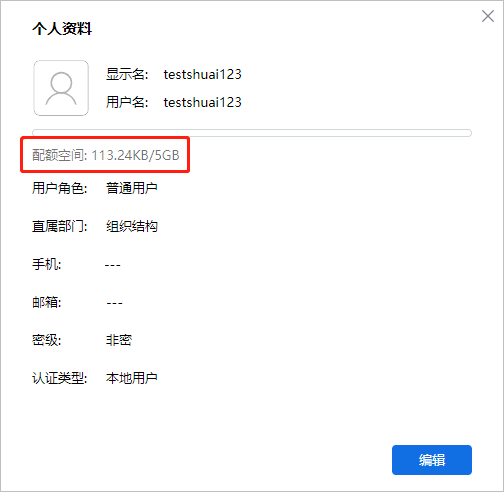 个人资料
显示名: testshuai123
用户名: testshuai123
配额空间: 113.24KB/5GB
用户角色: 普通用户
直属部门: 组织结构
手机: ---
邮箱: ---
密级: 非密
认证类型: 本地用户
编辑